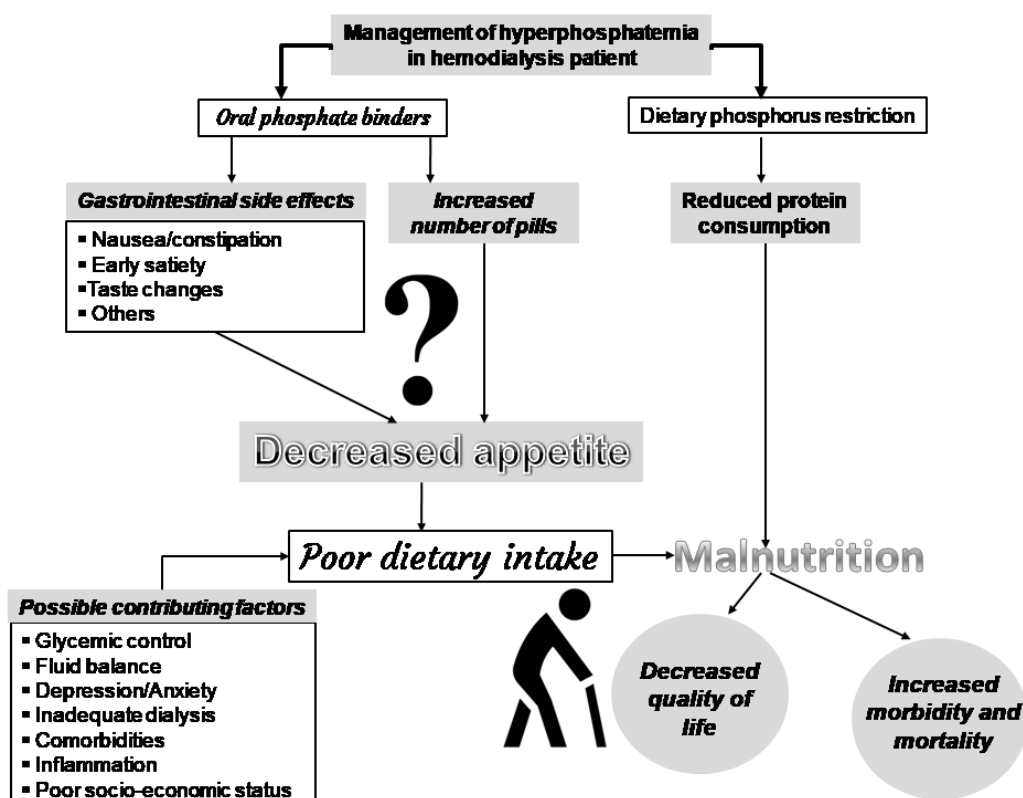 Management of hyperphosphatemia
in hemodialysis patient
Oral phosphate binders
Dietary phosphorus restriction
Gastrointestinal side effects
▪ Nausea/constipation
▪ Early satiety
▪Taste changes
▪ Others
Increased
number of pills
Reduced protein
consumption
?
Decreased appetite
Poor dietary intake
Malnutrition
Possible contributing factors
▪ Glycemic control
▪ Fluid balance
▪ Depression/Anxiety
▪ Inadequate dialysis
▪ Comorbidities
▪ Inflammation
▪ Poor socio-economic status
Decreased
quality of
life
Increased
morbidity and
mortality